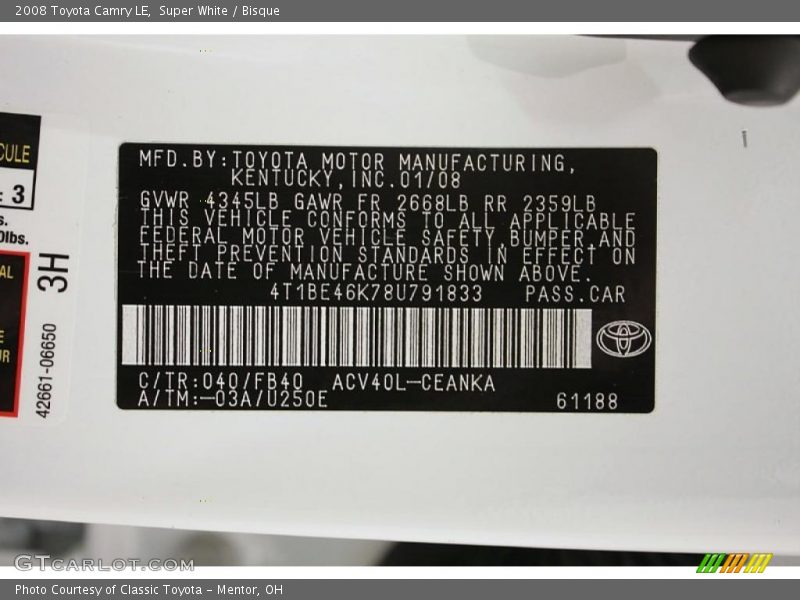 2008 Toyota Camry LE, Super White / Bisque
MFD.BY:TOYOTA MOTOR MANUFACTURING,
KENTUCKY,INC.01/08
GVWR 4345LB GAWR FR 2668LB RR 2359LB
THIS VEHICLE CONFORMS TO ALL APPLICABLE
FEDERAL MOTOR VEHICLE SAFETY,BUMPER,AND
THEFT PREVENTION STANDARDS IN EFFECT ON
THE DATE OF MANUFACTURE SHOWN ABOVE.
4T1BE46K78U791833 PASS.CAR
C/TR:040/FB40 ACV40L-CEANKA
A/TM:-03A/U250E 61188
3
3H
42661-06650
GTCARLOT.COM
Photo Courtesy of Classic Toyota - Mentor, OH